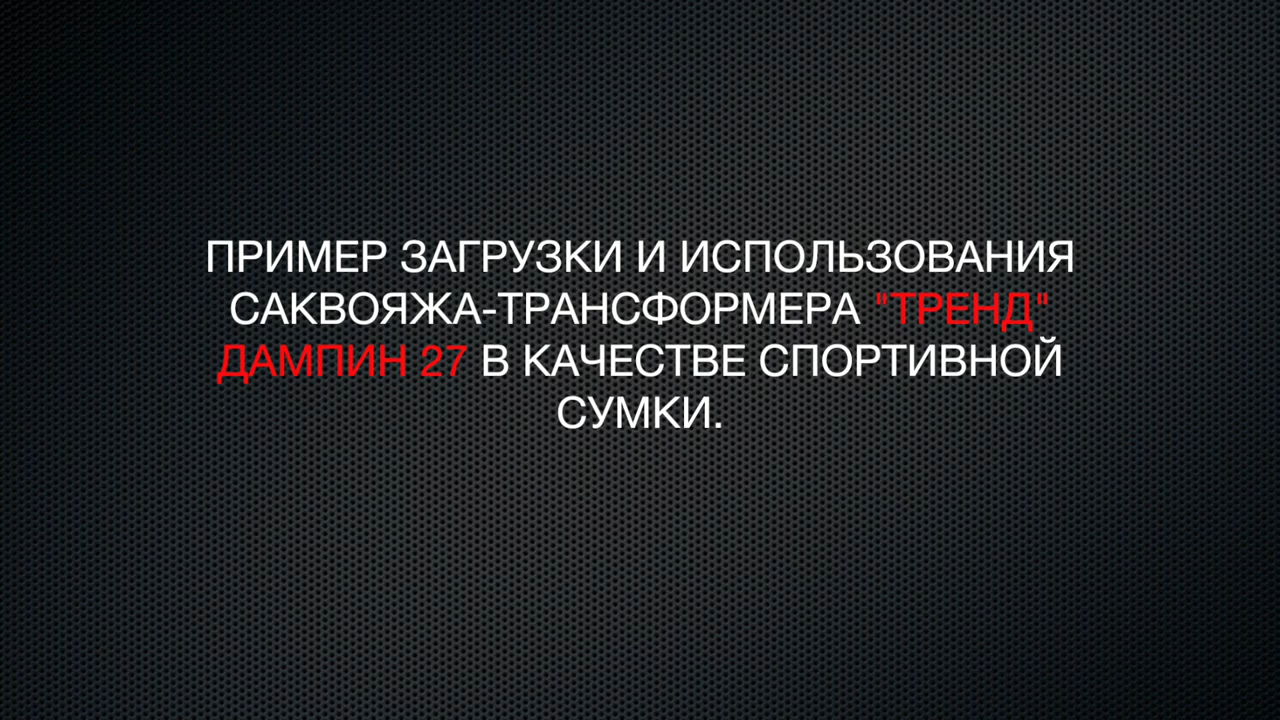 ПРИМЕР ЗАГРУЗКИ И ИСПОЛЬЗОВАНИЯ
САКВОЯЖА-ТРАНСФОРМЕРА "ТРЕНД"
ДАМПИН 27 В КАЧЕСТВЕ СПОРТИВНОЙ
СУМКИ.